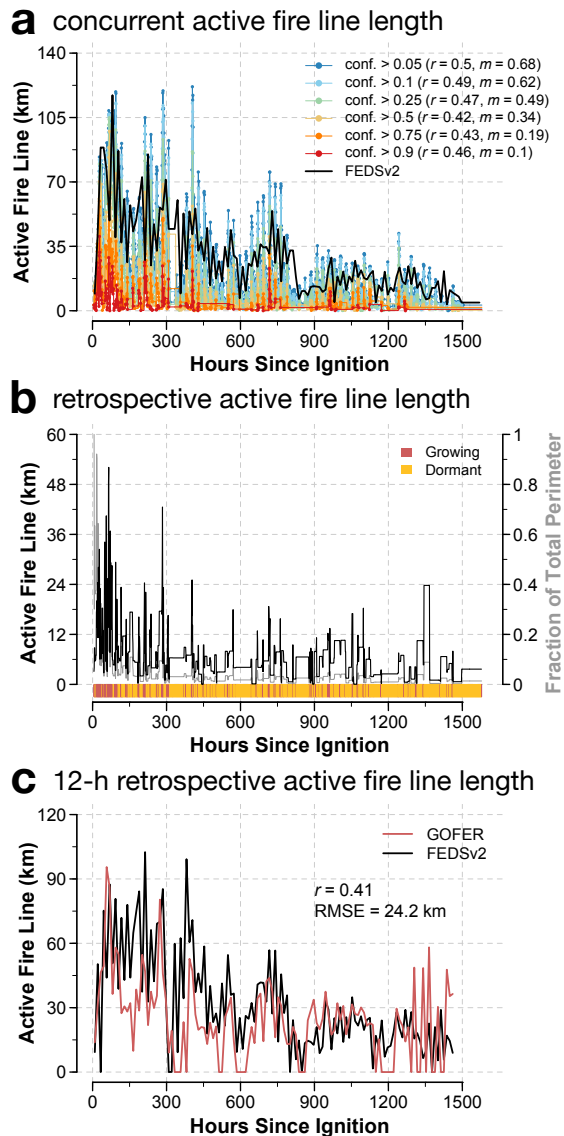 a concurrent active fire line length
140
105
70
35
0
Active Fire Line (km)
conf. > 0.05 (r = 0.5, m = 0.68)
conf. > 0.1 (r = 0.49, m = 0.62)
conf. > 0.25 (r = 0.47, m = 0.49)
conf. > 0.5 (r = 0.42, m = 0.34)
conf. > 0.75 (r = 0.43, m = 0.19)
conf. > 0.9 (r = 0.46, m = 0.1)
FEDSv2
0 300 600 900 1200 1500
Hours Since Ignition
b retrospective active fire line length
60
48
36
24
12
0
Active Fire Line (km)
Growing
Dormant
1
0.8
0.6
0.4
0.2
0
Fraction of Total Perimeter
0 300 600 900 1200 1500
Hours Since Ignition
c 12-h retrospective active fire line length
120
90
60
30
0
Active Fire Line (km)
GOFER
FEDSv2
r = 0.41
RMSE = 24.2 km
0 300 600 900 1200 1500
Hours Since Ignition